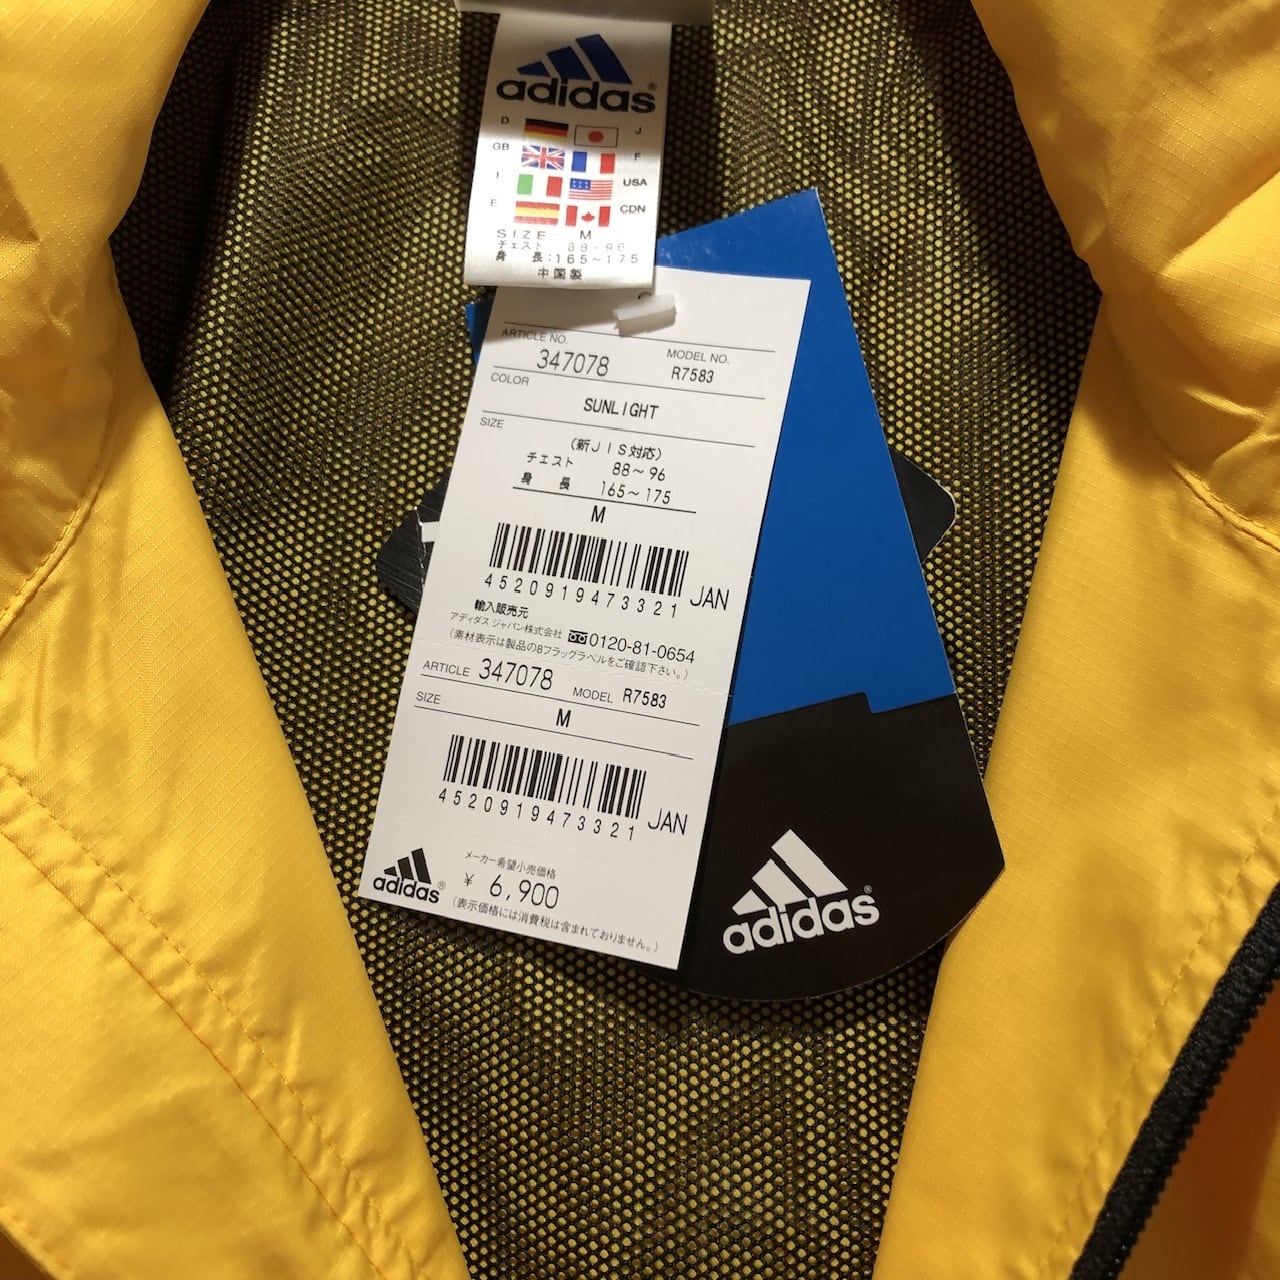 adidas
D J
GB F
I USA
E CDN
SIZE M
チェスト 88~96
身 長:165~175
中国製
ARTICLE NO.
347078
MODEL NO.
R7583
COLOR
SUNLIGHT
SIZE
(新JIS対応)
チェスト 88~96
身 長 165~175
M
4520919473321 JAN
輸入販売元
アディダス ジャパン株式会社 0120-81-0654
(素材表示は製品の8フラッグラベルをご確認下さい。)
ARTICLE 347078 MODEL R7583
SIZE
M
4520919473321 JAN
adidas®
メーカー希望小売価格
¥ 6,900
(表示価格には消費税は含まれておりません。)
adidas®